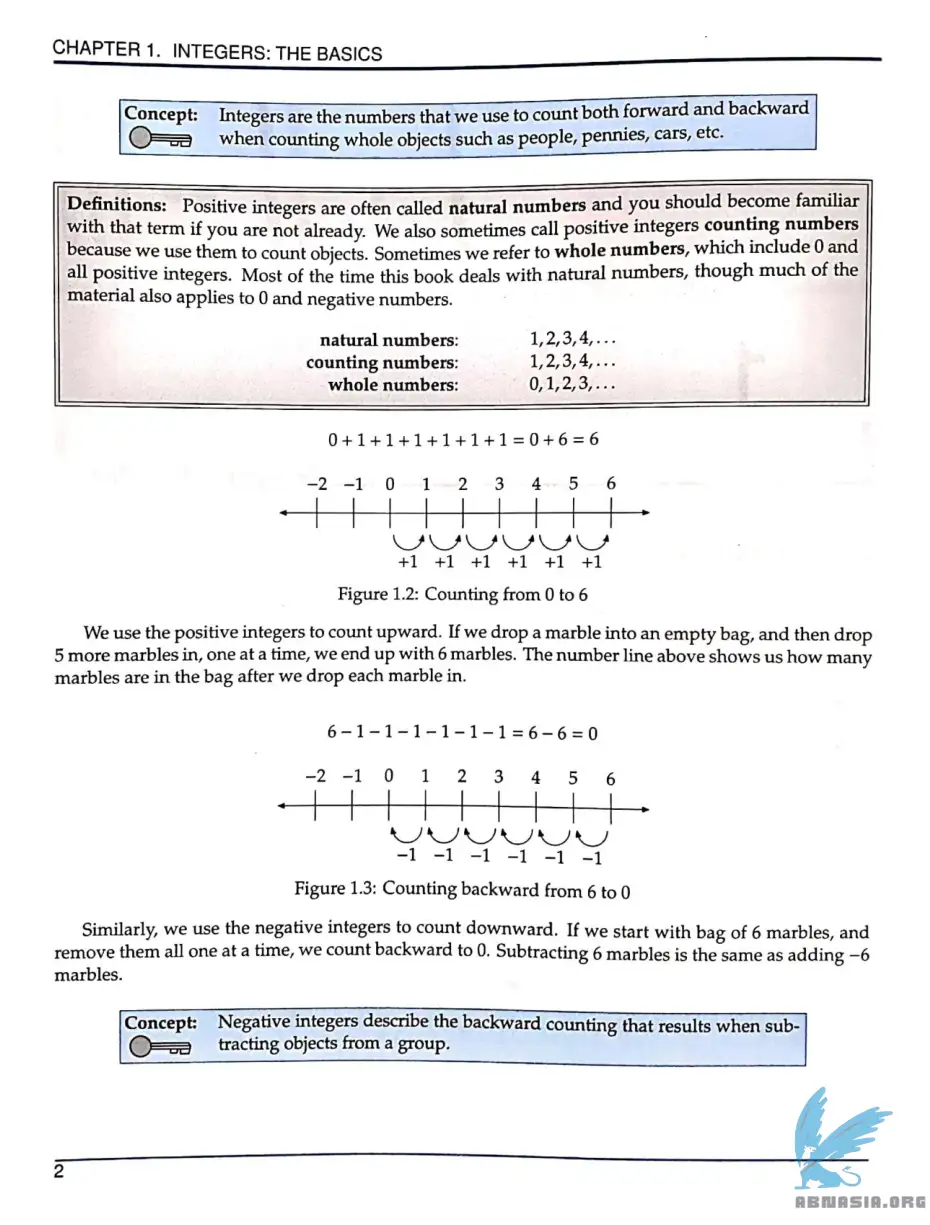 CHAPTER 1. INTEGERS: THE BASICS
Concept: Integers are the numbers that we use to count both forward and backward
when counting whole objects such as people, pennies, cars, etc.
Definitions: Positive integers are often called natural numbers and you should become familiar
with that term if you are not already. We also sometimes call positive integers counting numbers
because we use them to count objects. Sometimes we refer to whole numbers, which include 0 and
all positive integers. Most of the time this book deals with natural numbers, though much of the
material also applies to 0 and negative numbers.
natural numbers: 1, 2, 3, 4, . . .
counting numbers: 1, 2, 3, 4, . . .
whole numbers: 0, 1, 2, 3, . . .
0 + 1 + 1 + 1 + 1 + 1 + 1 = 0 + 6 = 6
−2 −1 0 1 2 3 4 5 6
+1 +1 +1 +1 +1 +1
Figure 1.2: Counting from 0 to 6
We use the positive integers to count upward. If we drop a marble into an empty bag, and then drop
5 more marbles in, one at a time, we end up with 6 marbles. The number line above shows us how many
marbles are in the bag after we drop each marble in.
6 − 1 − 1 − 1 − 1 − 1 − 1 = 6 − 6 = 0
−2 −1 0 1 2 3 4 5 6
−1 −1 −1 −1 −1 −1
Figure 1.3: Counting backward from 6 to 0
Similarly, we use the negative integers to count downward. If we start with bag of 6 marbles, and
remove them all one at a time, we count backward to 0. Subtracting 6 marbles is the same as adding −6
marbles.
Concept: Negative integers describe the backward counting that results when sub-
tracting objects from a group.
2
ABNASIA.ORG